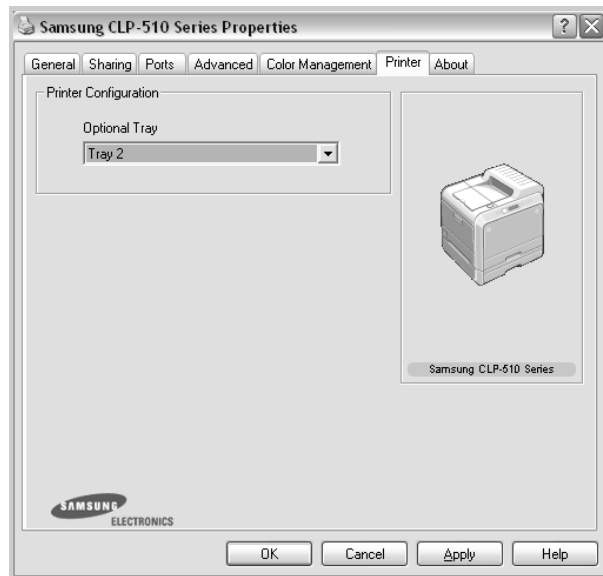 Samsung CLP-510 Series Properties
General Sharing Ports Advanced Color Management Printer About
Printer Configuration
Optional Tray
Tray 2
Samsung CLP-510 Series
SAMSUNG
ELECTRONICS
OK Cancel Apply Help